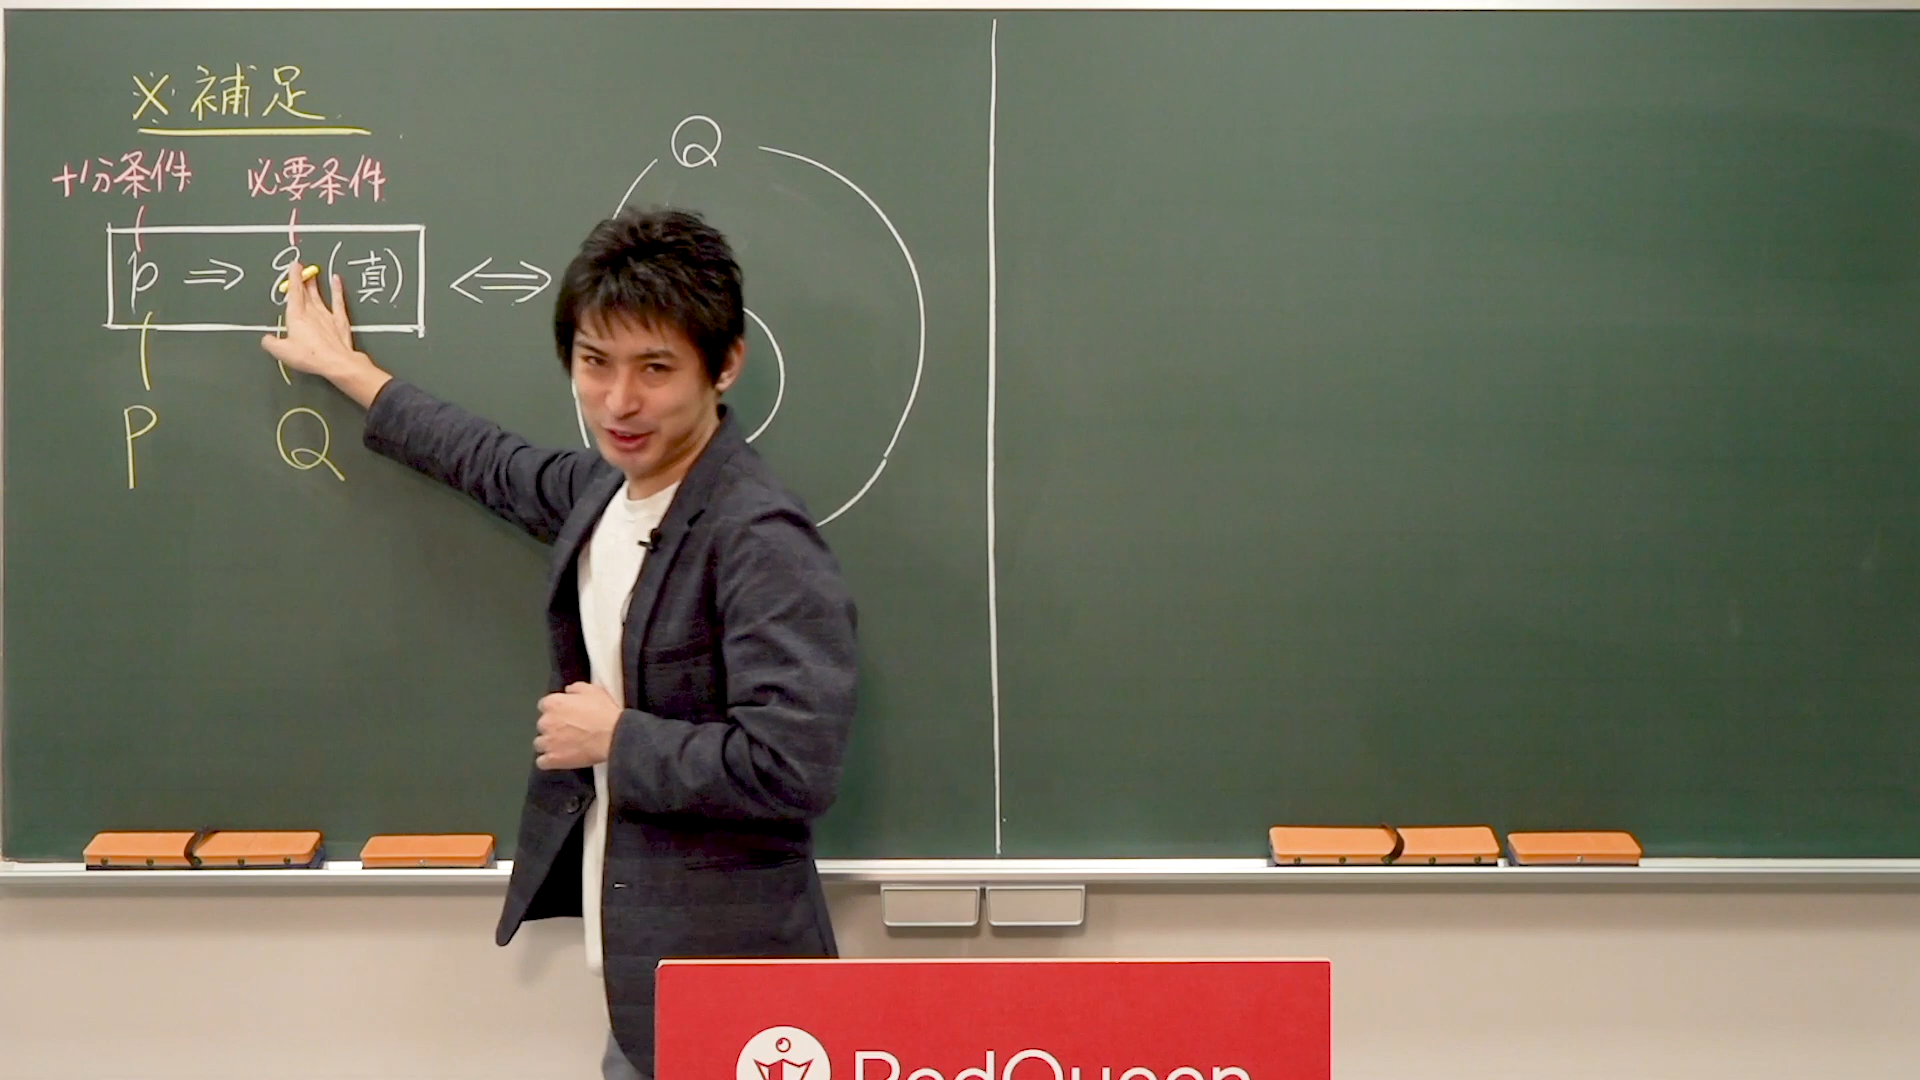 ※補足
十分条件 必要条件
p ⇒ q (真) ⇔
P Q
Q
RedQueen